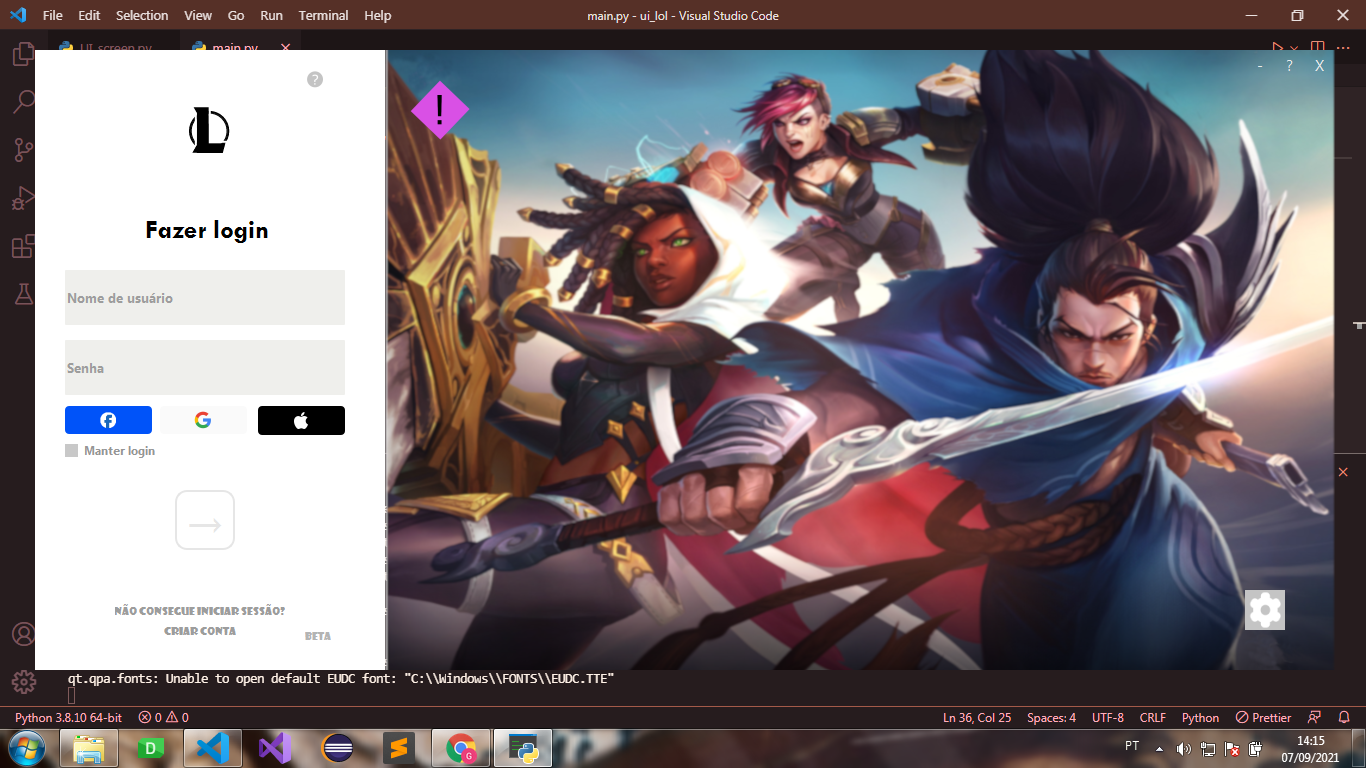 File Edit Selection View Go Run Terminal Help
main.py - ui_lol - Visual Studio Code
UI_screen.py
main.py
- ? X
?
L
!
Fazer login
Nome de usuário
Senha
G
Manter login
NÃO CONSEGUE INICIAR SESSÃO?
CRIAR CONTA
BETA
qt.qpa.fonts: Unable to open default EUDC font: "C:\\Windows\\FONTS\\EUDC.TTE"
Python 3.8.10 64-bit 0 0 Ln 36, Col 25 Spaces: 4 UTF-8 CRLF Python Prettier
D
G
PT
14:15
07/09/2021